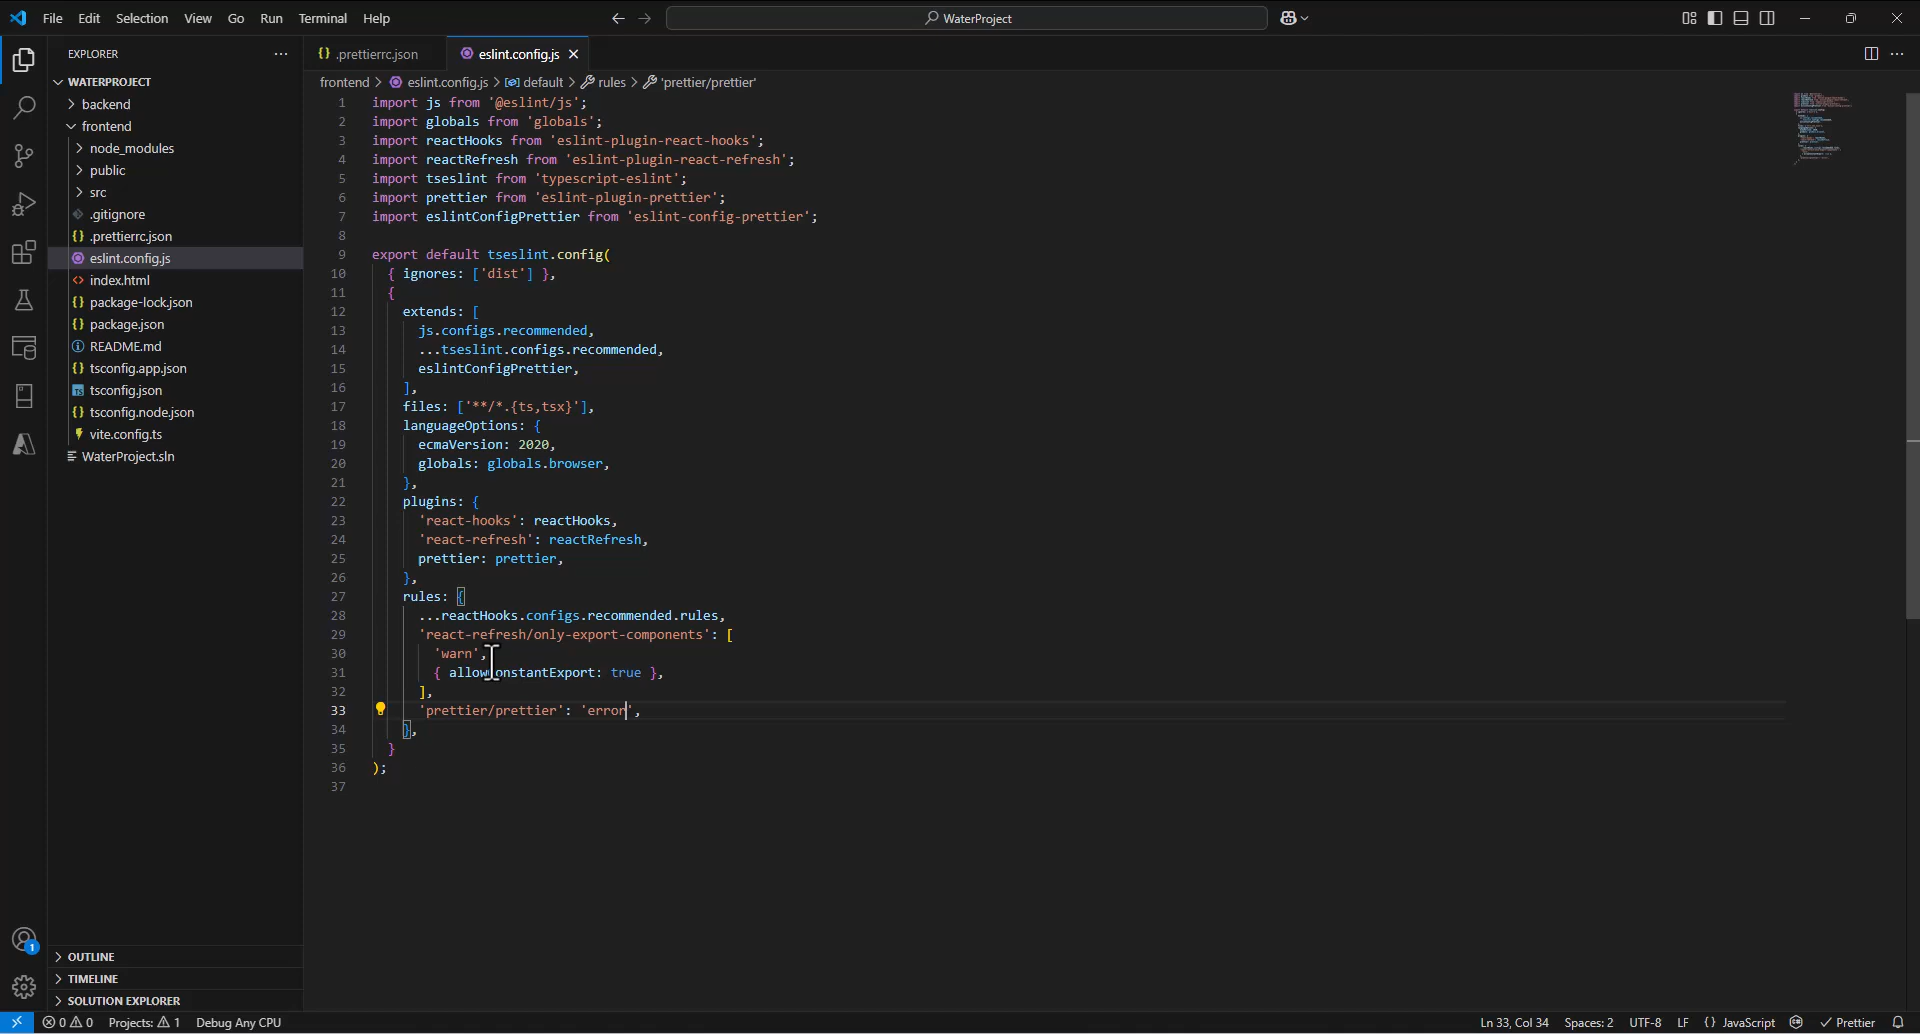 File Edit Selection View Go Run Terminal Help
WaterProject
EXPLORER
WATERPROJECT
backend
frontend
node_modules
public
src
.gitignore
.prettierrc.json
eslint.config.js
index.html
package-lock.json
package.json
README.md
tsconfig.app.json
tsconfig.json
tsconfig.node.json
vite.config.ts
WaterProject.sln
OUTLINE
TIMELINE
SOLUTION EXPLORER
.prettierrc.json eslint.config.js
frontend > eslint.config.js > default > rules > 'prettier/prettier'
1 import js from '@eslint/js';
2 import globals from 'globals';
3 import reactHooks from 'eslint-plugin-react-hooks';
4 import reactRefresh from 'eslint-plugin-react-refresh';
5 import tseslint from 'typescript-eslint';
6 import prettier from 'eslint-plugin-prettier';
7 import eslintConfigPrettier from 'eslint-config-prettier';
8
9 export default tseslint.config(
10 { ignores: ['dist'] },
11 {
12 extends: [
13 js.configs.recommended,
14 ...tseslint.configs.recommended,
15 eslintConfigPrettier,
16 ],
17 files: ['**/*.{ts,tsx}'],
18 languageOptions: {
19 ecmaVersion: 2020,
20 globals: globals.browser,
21 },
22 plugins: {
23 'react-hooks': reactHooks,
24 'react-refresh': reactRefresh,
25 prettier: prettier,
26 },
27 rules: {
28 ...reactHooks.configs.recommended.rules,
29 'react-refresh/only-export-components': [
30 'warn',
31 { allowConstantExport: true },
32 ],
33 'prettier/prettier': 'error',
34 },
35 }
36 );
37
1
0 0 Projects: 1 Debug Any CPU
Ln 33, Col 34 Spaces: 2 UTF-8 LF {} JavaScript Prettier